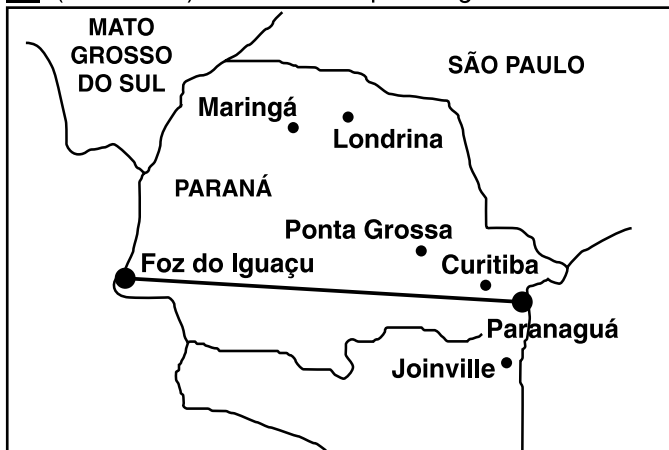 MATO
GROSSO
DO SUL
SÃO PAULO
Maringá
Londrina
PARANÁ
Ponta Grossa
Foz do Iguaçu
Curitiba
Paranaguá
Joinville